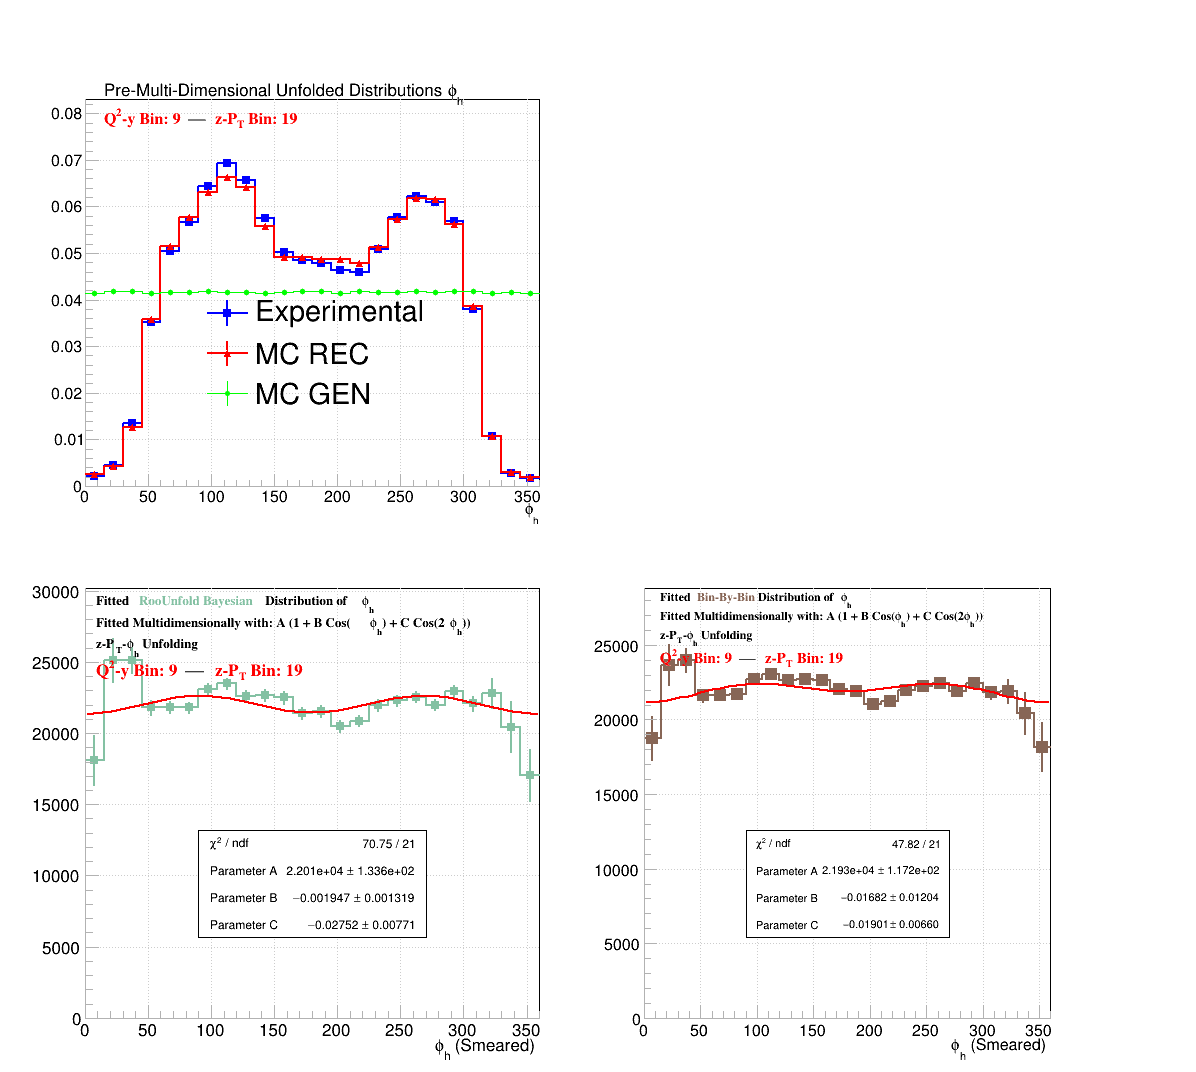 Pre-Multi-Dimensional Unfolded Distributions ϕh
Q2-y Bin: 9 — z-PT Bin: 19
0.08
0.07
0.06
0.05
0.04
0.03
0.02
0.01
0
Experimental
MC REC
MC GEN
0 50 100 150 200 250 300 350
ϕh
Fitted RooUnfold Bayesian Distribution of ϕh
Fitted Multidimensionally with: A (1 + B Cos( ϕh) + C Cos(2 ϕh))
z-PT-ϕh Unfolding
Q2-y Bin: 9 — z-PT Bin: 19
30000
25000
20000
15000
10000
5000
0
χ2 / ndf 70.75 / 21
Parameter A 2.201e+04 ± 1.336e+02
Parameter B −0.001947 ± 0.001319
Parameter C −0.02752 ± 0.00771
0 50 100 150 200 250 300 350
ϕh (Smeared)
Fitted Bin-By-Bin Distribution of ϕh
Fitted Multidimensionally with: A (1 + B Cos(ϕh) + C Cos(2ϕh))
z-PT-ϕh Unfolding
Q2-y Bin: 9 — z-PT Bin: 19
25000
20000
15000
10000
5000
0
χ2 / ndf 47.82 / 21
Parameter A 2.193e+04 ± 1.172e+02
Parameter B −0.01682 ± 0.01204
Parameter C −0.01901 ± 0.00660
0 50 100 150 200 250 300 350
ϕh (Smeared)